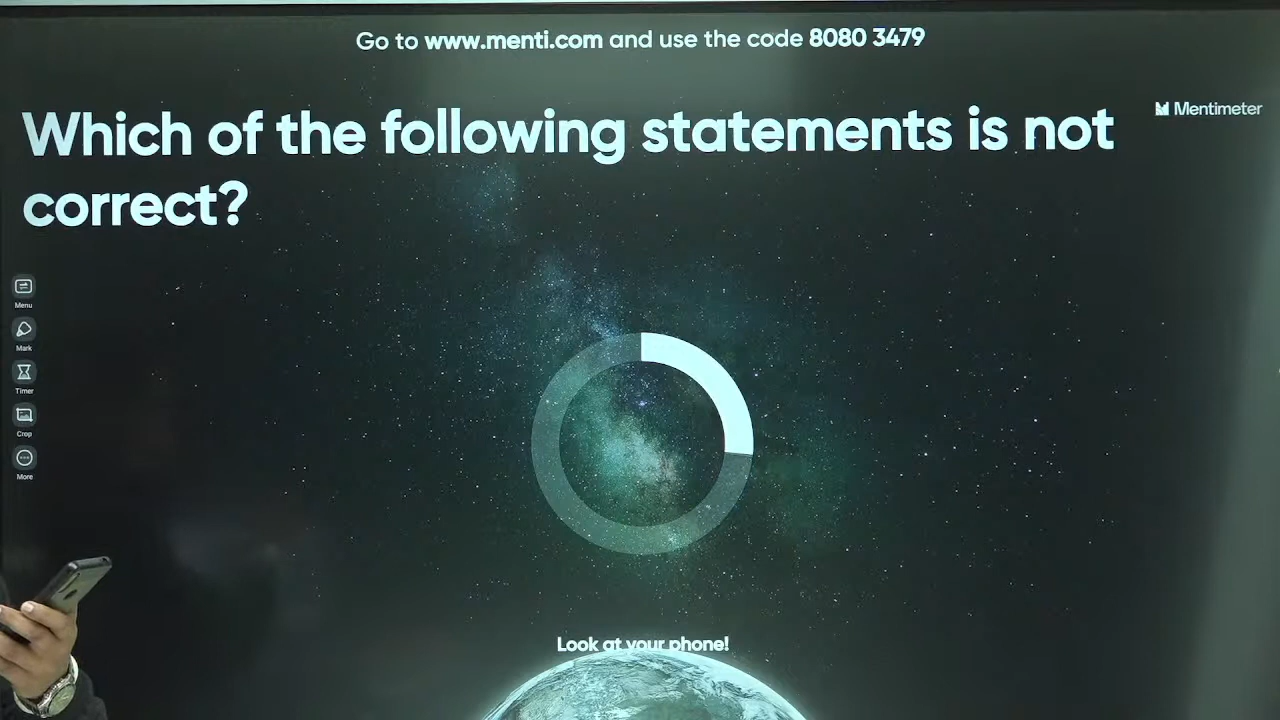 Go to www.menti.com and use the code 8080 3479
Mentimeter
Which of the following statements is not
correct?
Menu
Mark
Timer
Crop
More
Look at your phone!